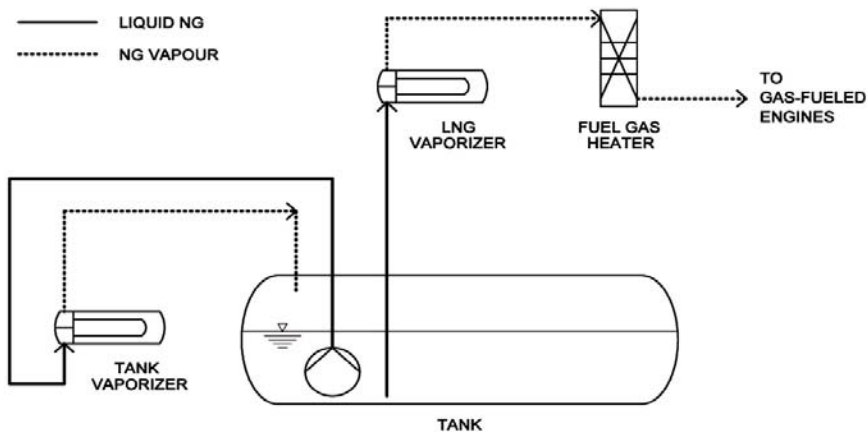 LIQUID NG
NG VAPOUR
LNG
VAPORIZER
FUEL GAS
HEATER
TO
GAS-FUELED
ENGINES
TANK
VAPORIZER
TANK